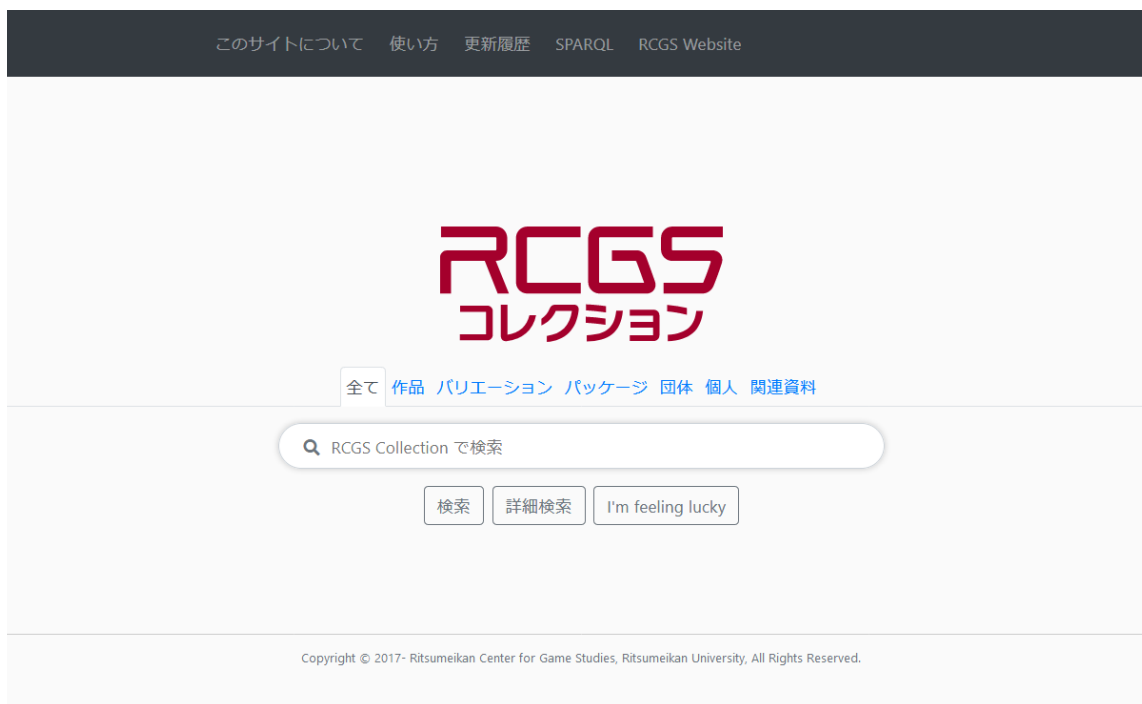 このサイトについて 使い方 更新履歴 SPARQL RCGS Website
RCGS
コレクション
全て 作品 バリエーション パッケージ 団体 個人 関連資料
RCGS Collection で検索
検索 詳細検索 I'm feeling lucky
Copyright © 2017- Ritsumeikan Center for Game Studies, Ritsumeikan University, All Rights Reserved.